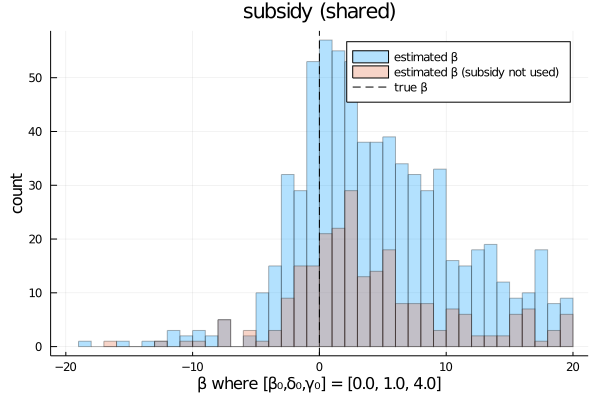 subsidy (shared)
estimated β
estimated β (subsidy not used)
true β
count
50
40
30
20
10
0
−20 −10 0 10 20
β where [β₀,δ₀,γ₀] = [0.0, 1.0, 4.0]